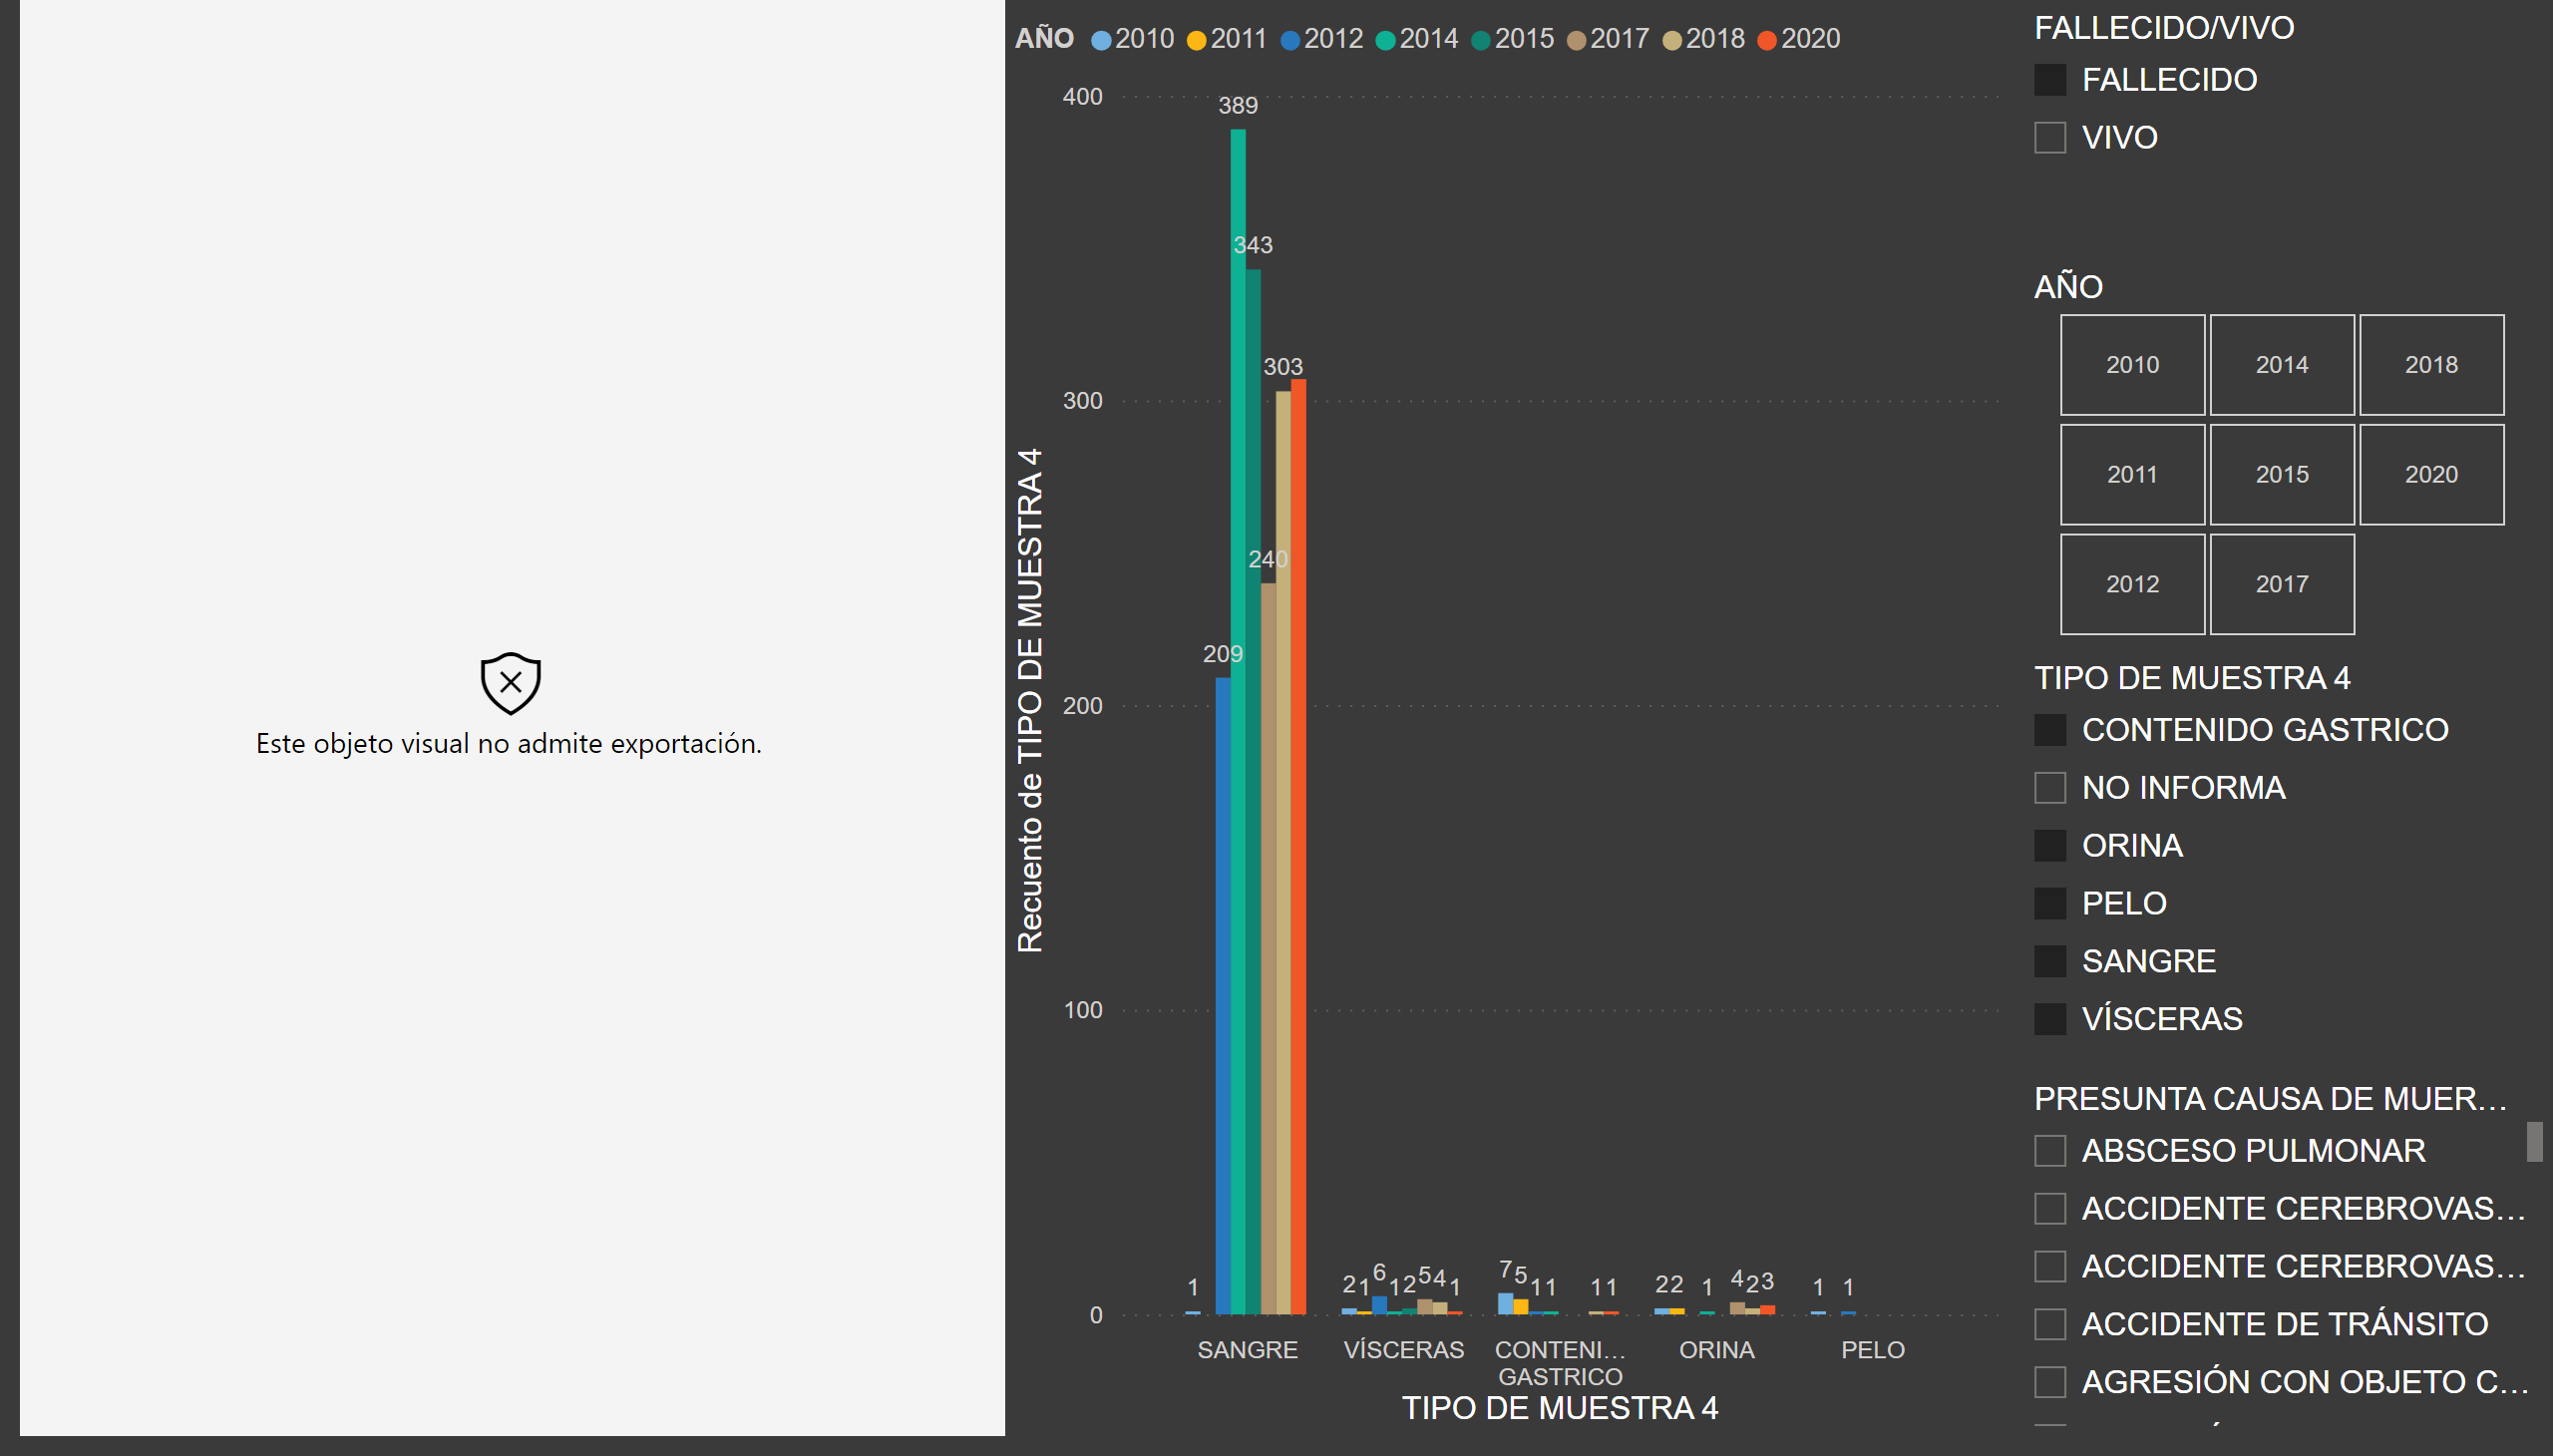 Este objeto visual no admite exportación.
AÑO 2010 2011 2012 2014 2015 2017 2018 2020
Recuento de TIPO DE MUESTRA 4
400
300
200
100
0
389
343
303
240
209
1
2 1 6 1 2 5 4 1
7 5 1 1 1 1
2 2 1 4 2 3
1 1
SANGRE VÍSCERAS CONTENI... GASTRICO ORINA PELO
TIPO DE MUESTRA 4
FALLECIDO/VIVO
FALLECIDO
VIVO
AÑO
2010 2014 2018
2011 2015 2020
2012 2017
TIPO DE MUESTRA 4
CONTENIDO GASTRICO
NO INFORMA
ORINA
PELO
SANGRE
VÍSCERAS
PRESUNTA CAUSA DE MUER...
ABSCESO PULMONAR
ACCIDENTE CEREBROVAS...
ACCIDENTE CEREBROVAS...
ACCIDENTE DE TRÁNSITO
AGRESIÓN CON OBJETO C...